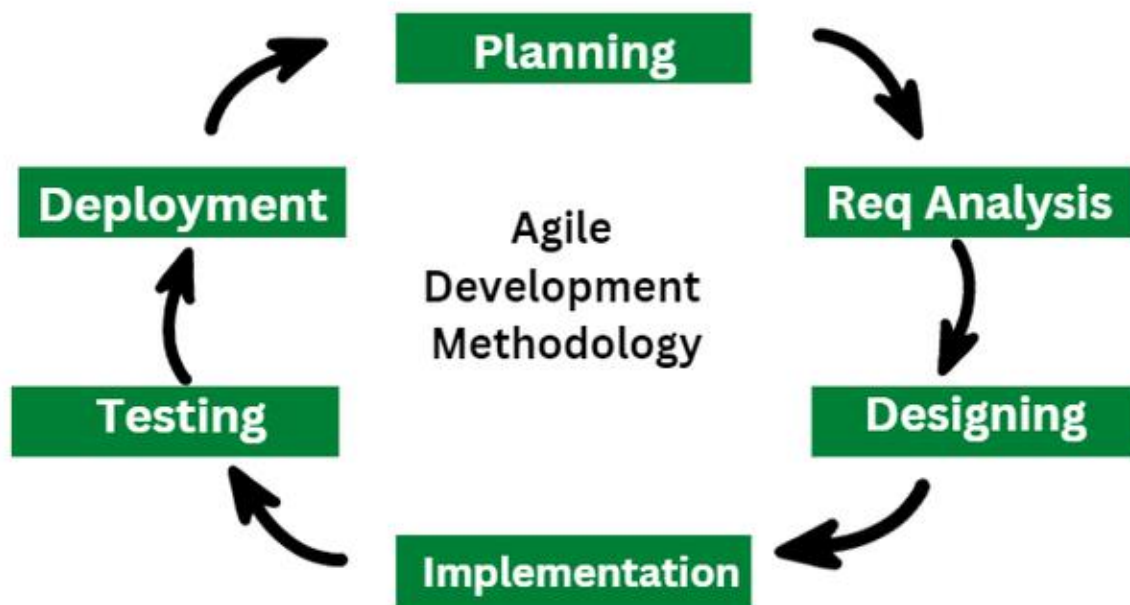 Planning
Req Analysis
Designing
Implementation
Testing
Deployment
Agile
Development
Methodology